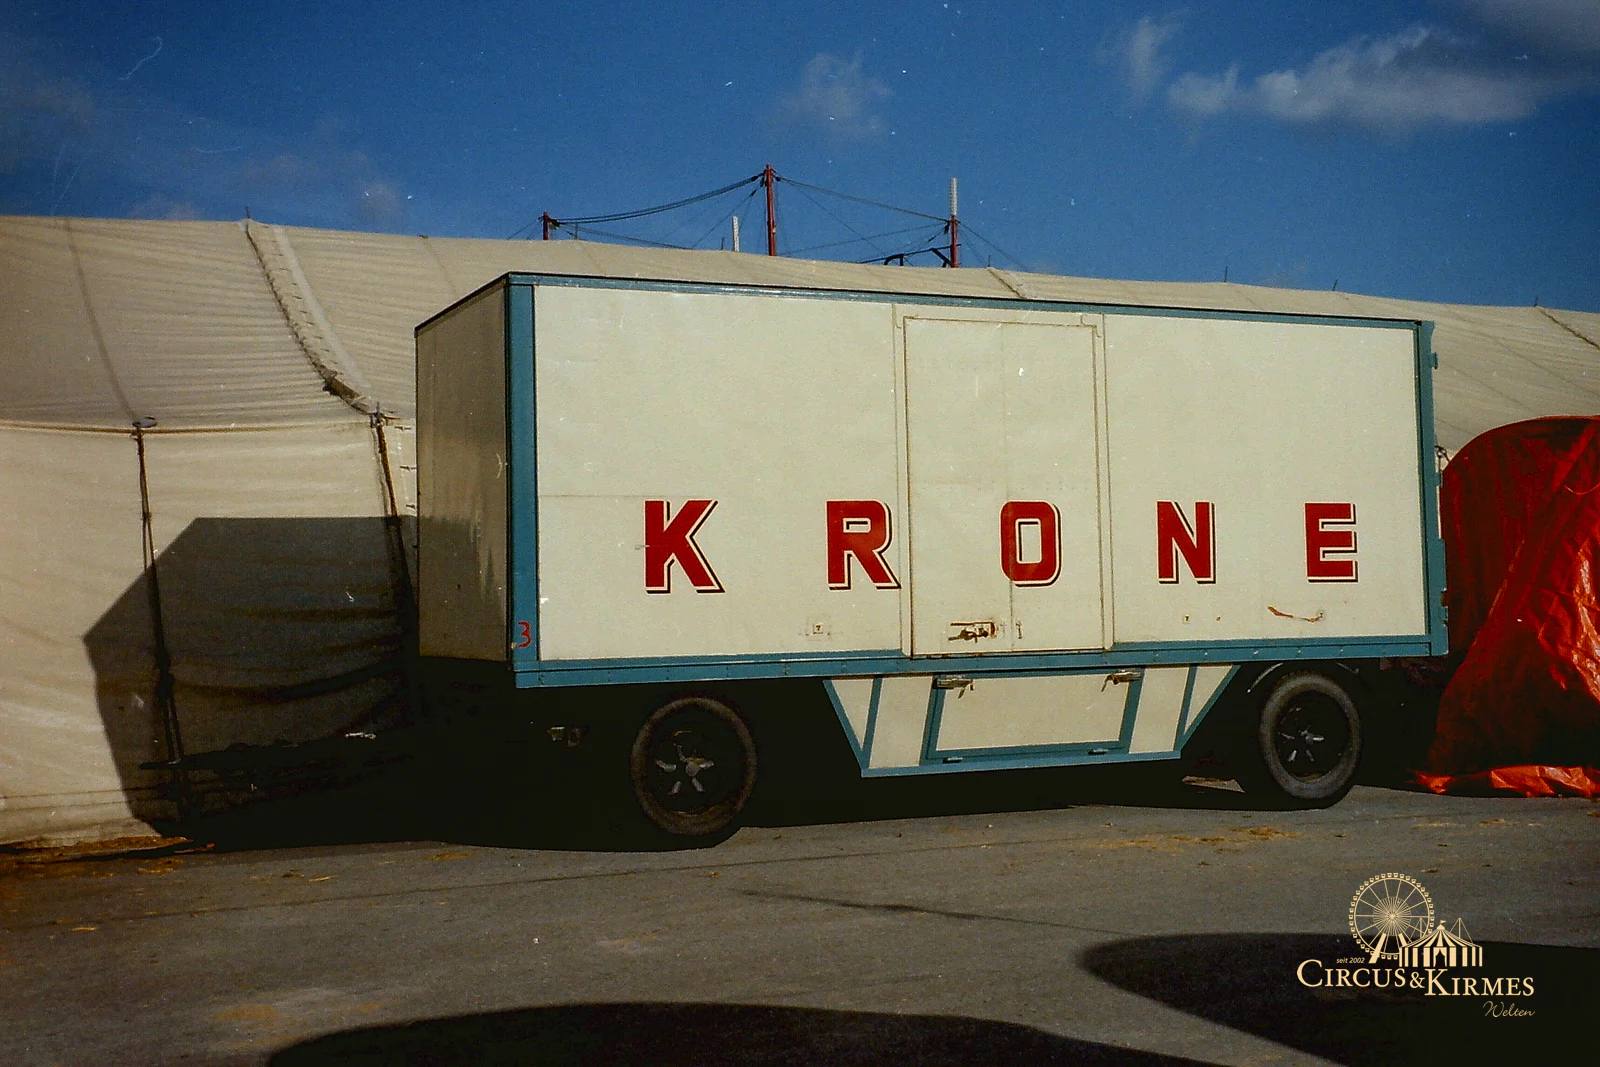 KRONE
3
seit 2002
CIRCUS&KIRMES
Welten